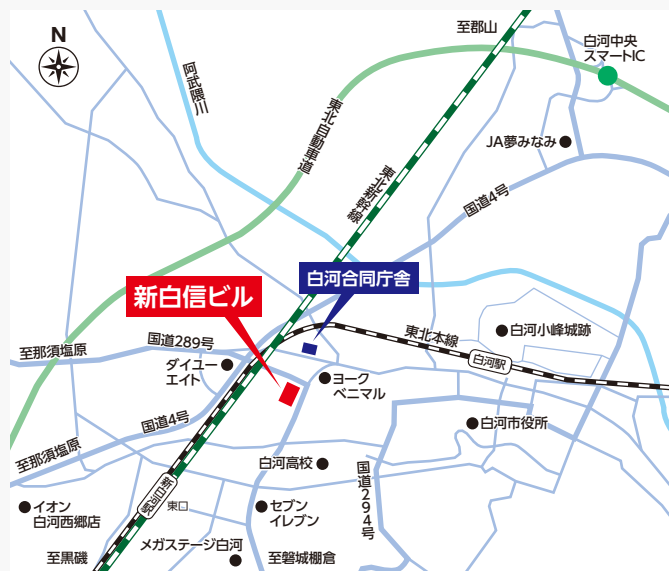 N
至郡山
白河中央
スマートIC
阿武隈川
東北自動車道
JA夢みなみ
東北新幹線
国道4号
白河合同庁舎
新白信ビル
国道289号
東北本線
白河小峰城跡
至那須塩原
ダイユー
エイト
白河駅
ヨーク
ベニマル
国道4号
白河市役所
至那須塩原
白河高校
国道294号
新白河駅
東口
イオン
白河西郷店
セブン
イレブン
メガステージ白河
至黒磯
至磐城棚倉